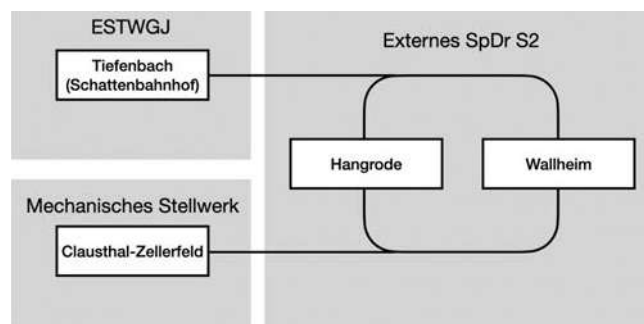 ESTWGJ
Tiefenbach
(Schattenbahnhof)
Externes SpDr S2
Hangrode
Wallheim
Mechanisches Stellwerk
Clausthal-Zellerfeld